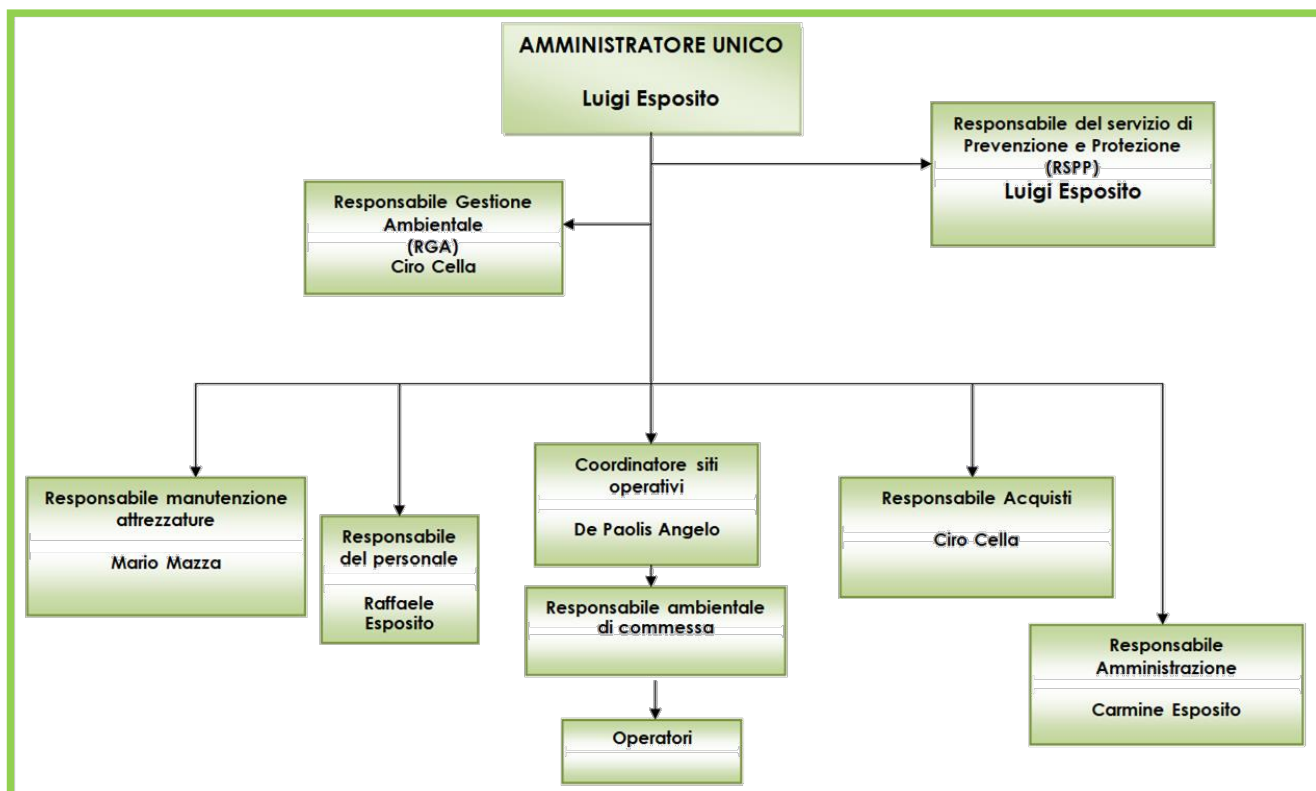 AMMINISTRATORE UNICO
Luigi Esposito
Responsabile del servizio di
Prevenzione e Protezione
(RSPP)
Luigi Esposito
Responsabile Gestione
Ambientale
(RGA)
Ciro Cella
Responsabile manutenzione
attrezzature
Mario Mazza
Responsabile
del personale
Raffaele
Esposito
Coordinatore siti
operativi
De Paolis Angelo
Responsabile ambientale
di commessa
Operatori
Responsabile Acquisti
Ciro Cella
Responsabile
Amministrazione
Carmine Esposito